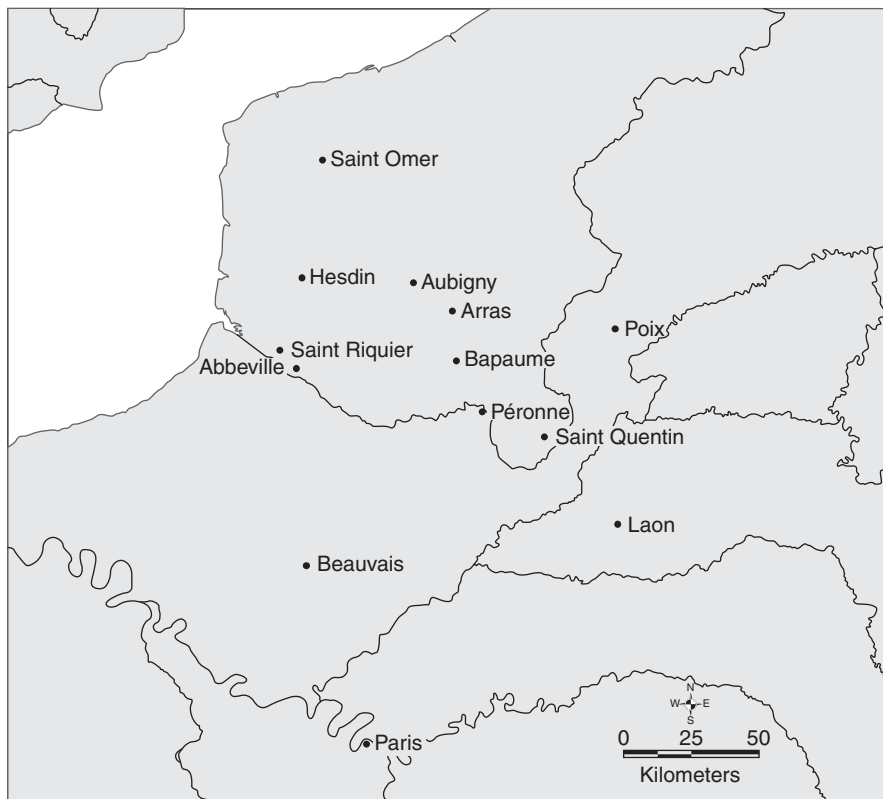 Saint Omer
Hesdin
Aubigny
Arras
Poix
Saint Riquier
Abbeville
Bapaume
Péronne
Saint Quentin
Laon
Beauvais
N
W E
S
Paris
0 25 50
Kilometers